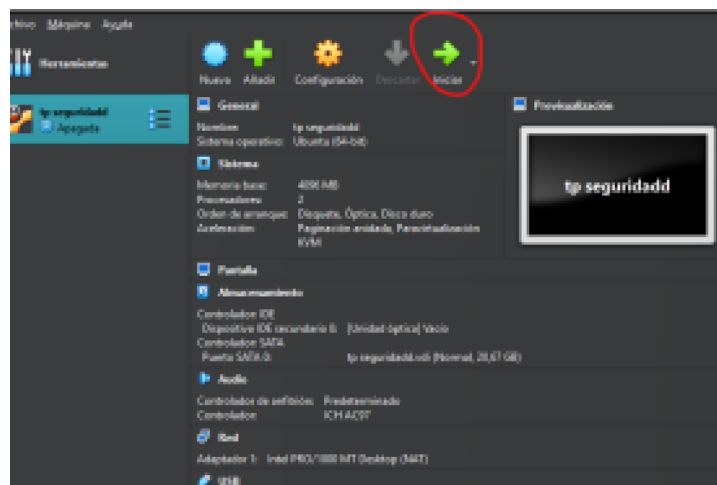 Archivo Máquina Ayuda
Herramientas
Nueva Añadir Configuración Descartar Iniciar
tp seguridadd
Apagada
General
Nombre: tp seguridadd
Sistema operativo: Ubuntu (64-bit)
Previsualización
tp seguridadd
Sistema
Memoria base: 4096 MB
Procesadores: 2
Orden de arranque: Disquete, Óptica, Disco duro
Aceleración: Paginación anidada, Paravirtualización
KVM
Pantalla
Almacenamiento
Controlador: IDE
Dispositivo IDE secundario 0: [Unidad óptica] Vacío
Controlador: SATA
Puerto SATA 0: tp seguridadd.vdi (Normal, 20,67 GB)
Audio
Controlador de anfitrión: Predeterminado
Controlador: ICH AC97
Red
Adaptador 1: Intel PRO/1000 MT Desktop (NAT)
USB